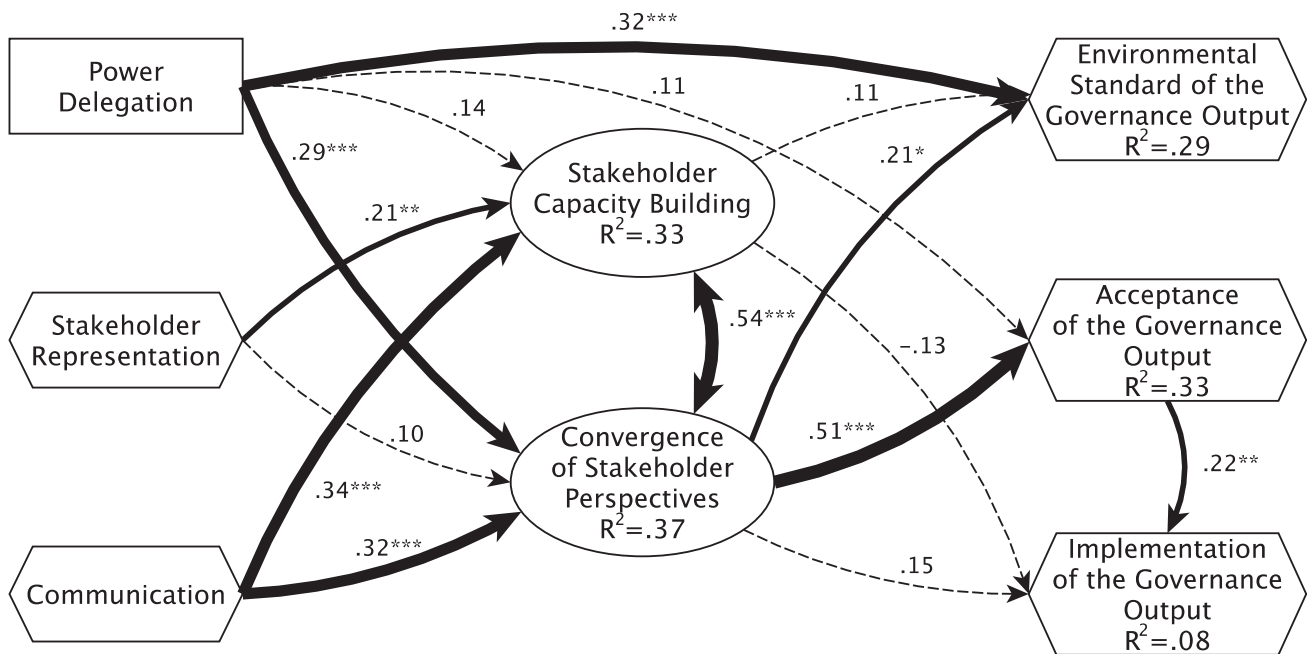 .32***
Power
Delegation
.11
.14
.11
Environmental
Standard of the
Governance Output
R²=.29
.29***
.21*
Stakeholder
Capacity Building
R²=.33
.21**
Stakeholder
Representation
.54***
–.13
Acceptance
of the Governance
Output
R²=.33
.10
Convergence
of Stakeholder
Perspectives
R²=.37
.51***
.22**
.34***
.32***
.15
Communication
Implementation
of the Governance
Output
R²=.08